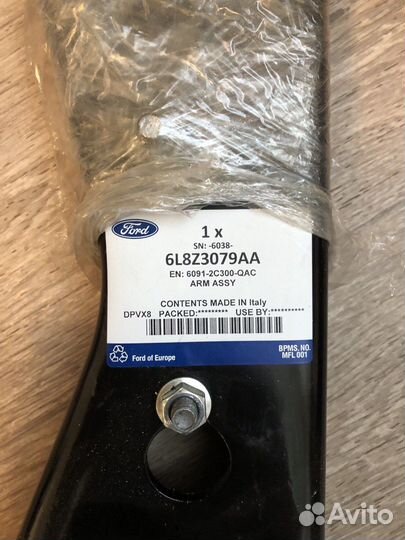 Ford
1 x
SN: -6038-
6L8Z3079AA
EN: 6091-2C300-QAC
ARM ASSY
CONTENTS MADE IN Italy
DPVX8 PACKED:********* USE BY:**********
Ford of Europe
BPMS. NO.
MFL 001
Avito